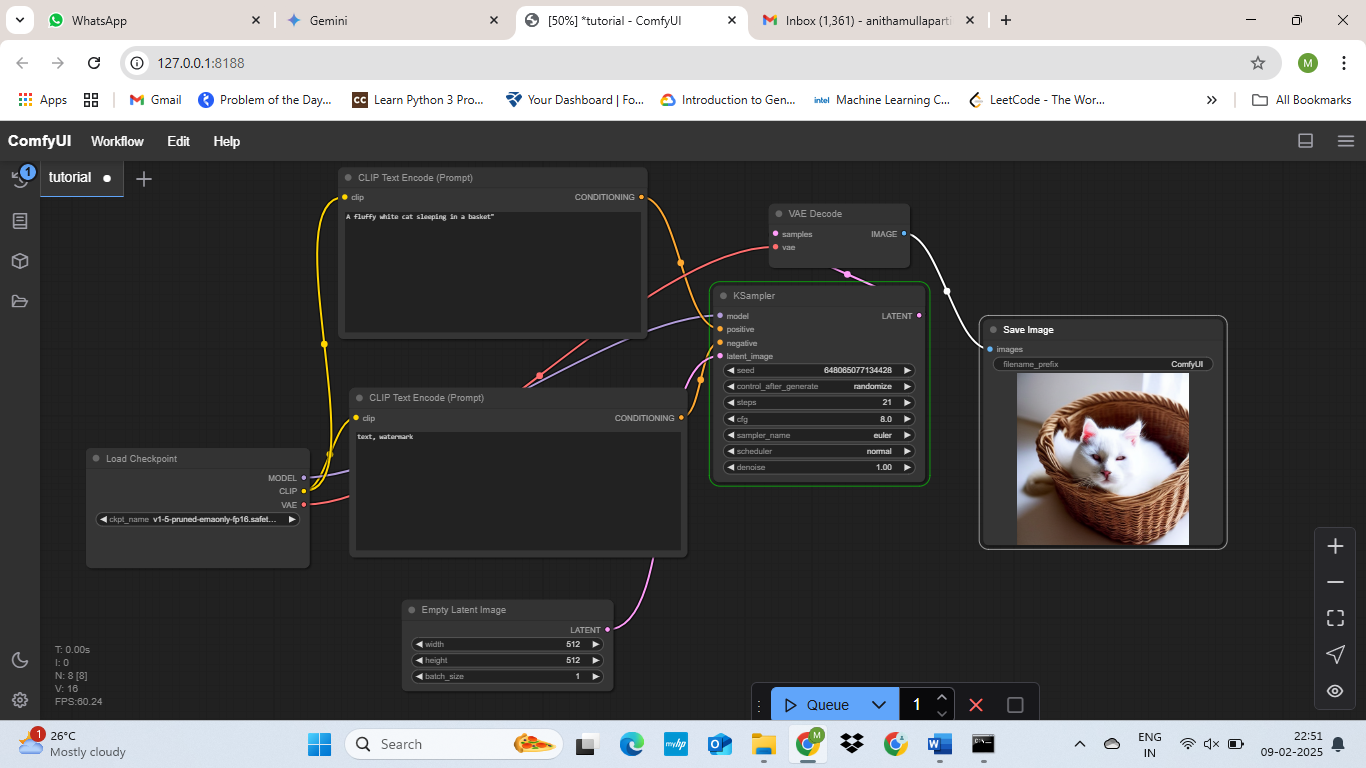 WhatsApp
Gemini
[50%] *tutorial - ComfyUI
Inbox (1,361) - anithamullaparti
127.0.0.1:8188
M
Apps
Gmail
Problem of the Day...
CC Learn Python 3 Pro...
Your Dashboard | Fo...
Introduction to Gen...
intel Machine Learning C...
LeetCode - The Wor...
All Bookmarks
ComfyUI
Workflow
Edit
Help
1
tutorial
CLIP Text Encode (Prompt)
clip
CONDITIONING
A fluffy white cat sleeping in a basket"
VAE Decode
samples
IMAGE
vae
KSampler
model
LATENT
positive
negative
latent_image
seed 648065077134428
control_after_generate randomize
steps 21
cfg 8.0
sampler_name euler
scheduler normal
denoise 1.00
Save Image
images
filename_prefix ComfyUI
CLIP Text Encode (Prompt)
clip
CONDITIONING
text, watermark
Load Checkpoint
MODEL
CLIP
VAE
ckpt_name v1-5-pruned-emaonly-fp16.safet...
Empty Latent Image
LATENT
width 512
height 512
batch_size 1
T: 0.00s
I: 0
N: 8 [8]
V: 16
FPS:60.24
Queue
1
1
26°C
Mostly cloudy
Search
myhp
M
ENG
IN
22:51
09-02-2025